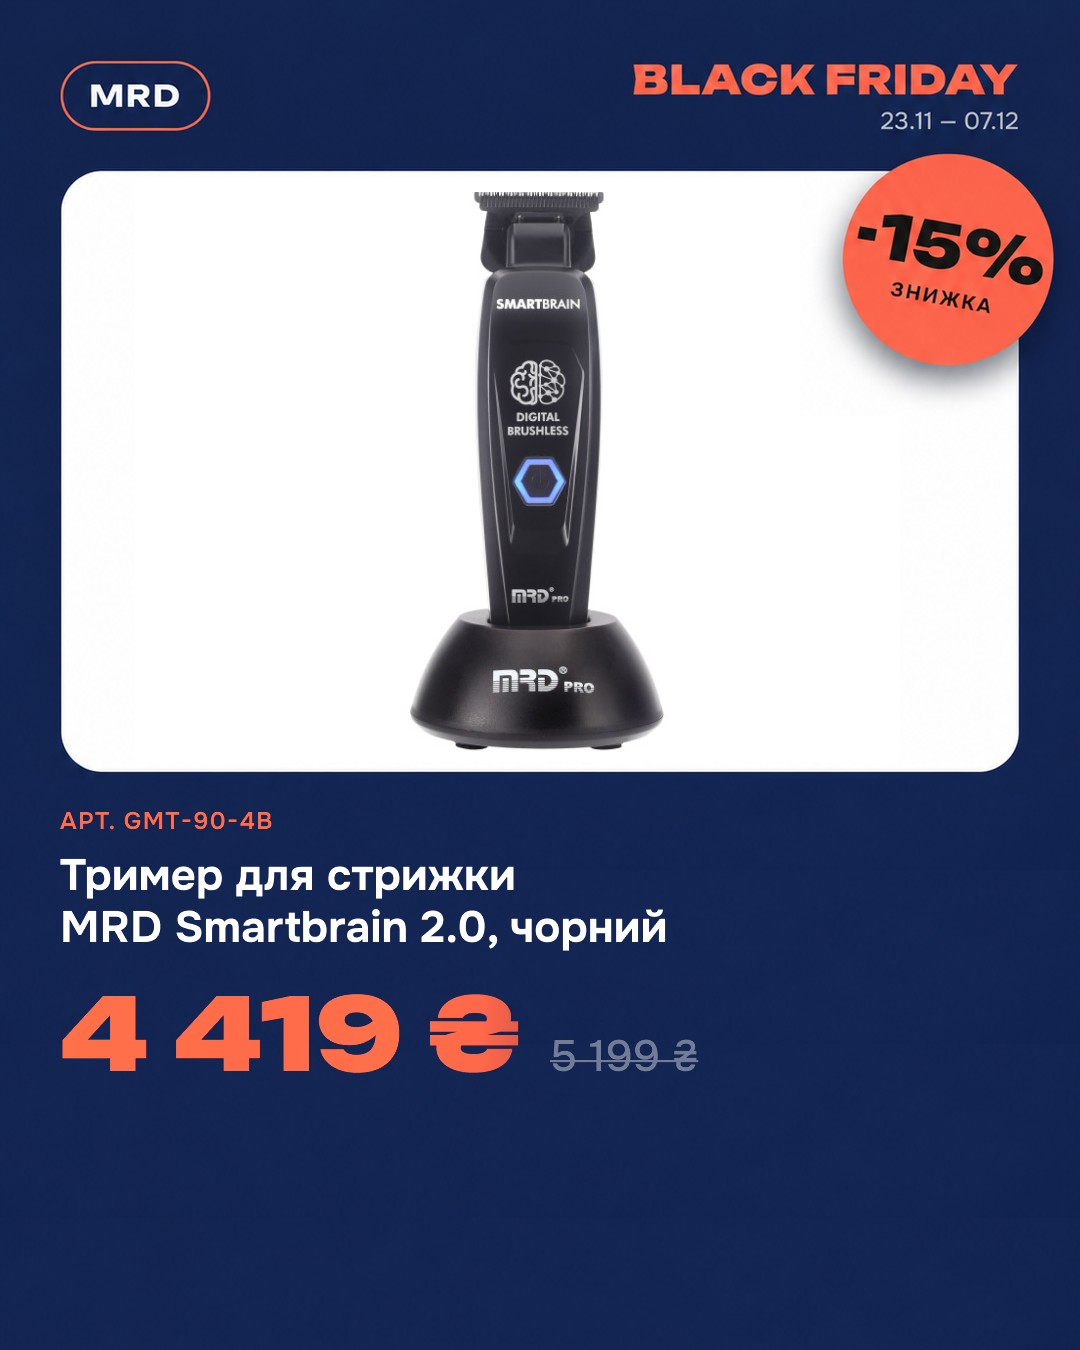 MRD
BLACK FRIDAY
23.11 – 07.12
-15%
ЗНИЖКА
SMARTBRAIN
DIGITAL
BRUSHLESS
MRD® PRO
MRD® PRO
АРТ. GMT-90-4B
Тример для стрижки
MRD Smartbrain 2.0, чорний
4 419 ₴
5 199 ₴